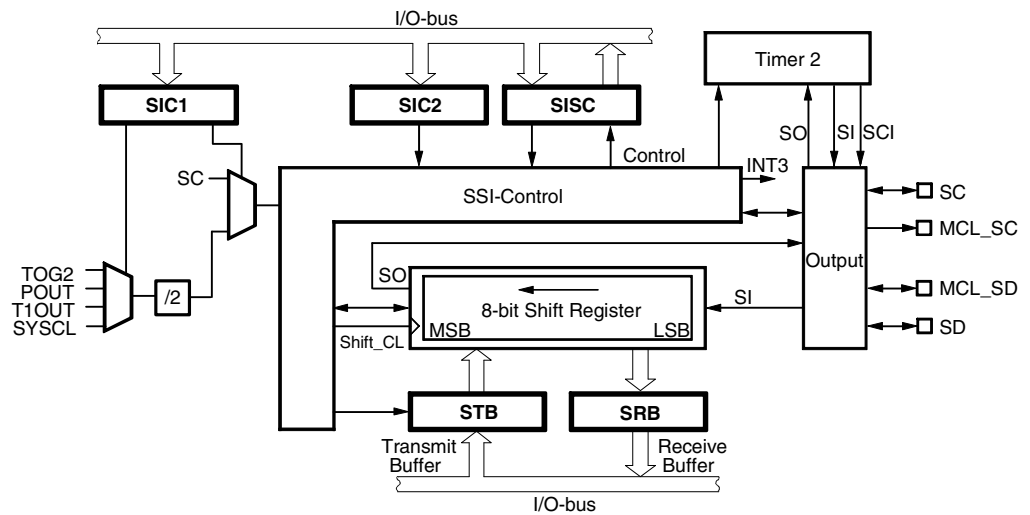 I/O-bus
Timer 2
SIC1
SIC2
SISC
SO
SI
SCI
Control
INT3
SC
SSI-Control
SC
MCL_SC
Output
TOG2
POUT
T1OUT
SYSCL
/2
SO
8-bit Shift Register
MSB
LSB
SI
MCL_SD
SD
Shift_CL
STB
SRB
Transmit
Buffer
Receive
Buffer
I/O-bus